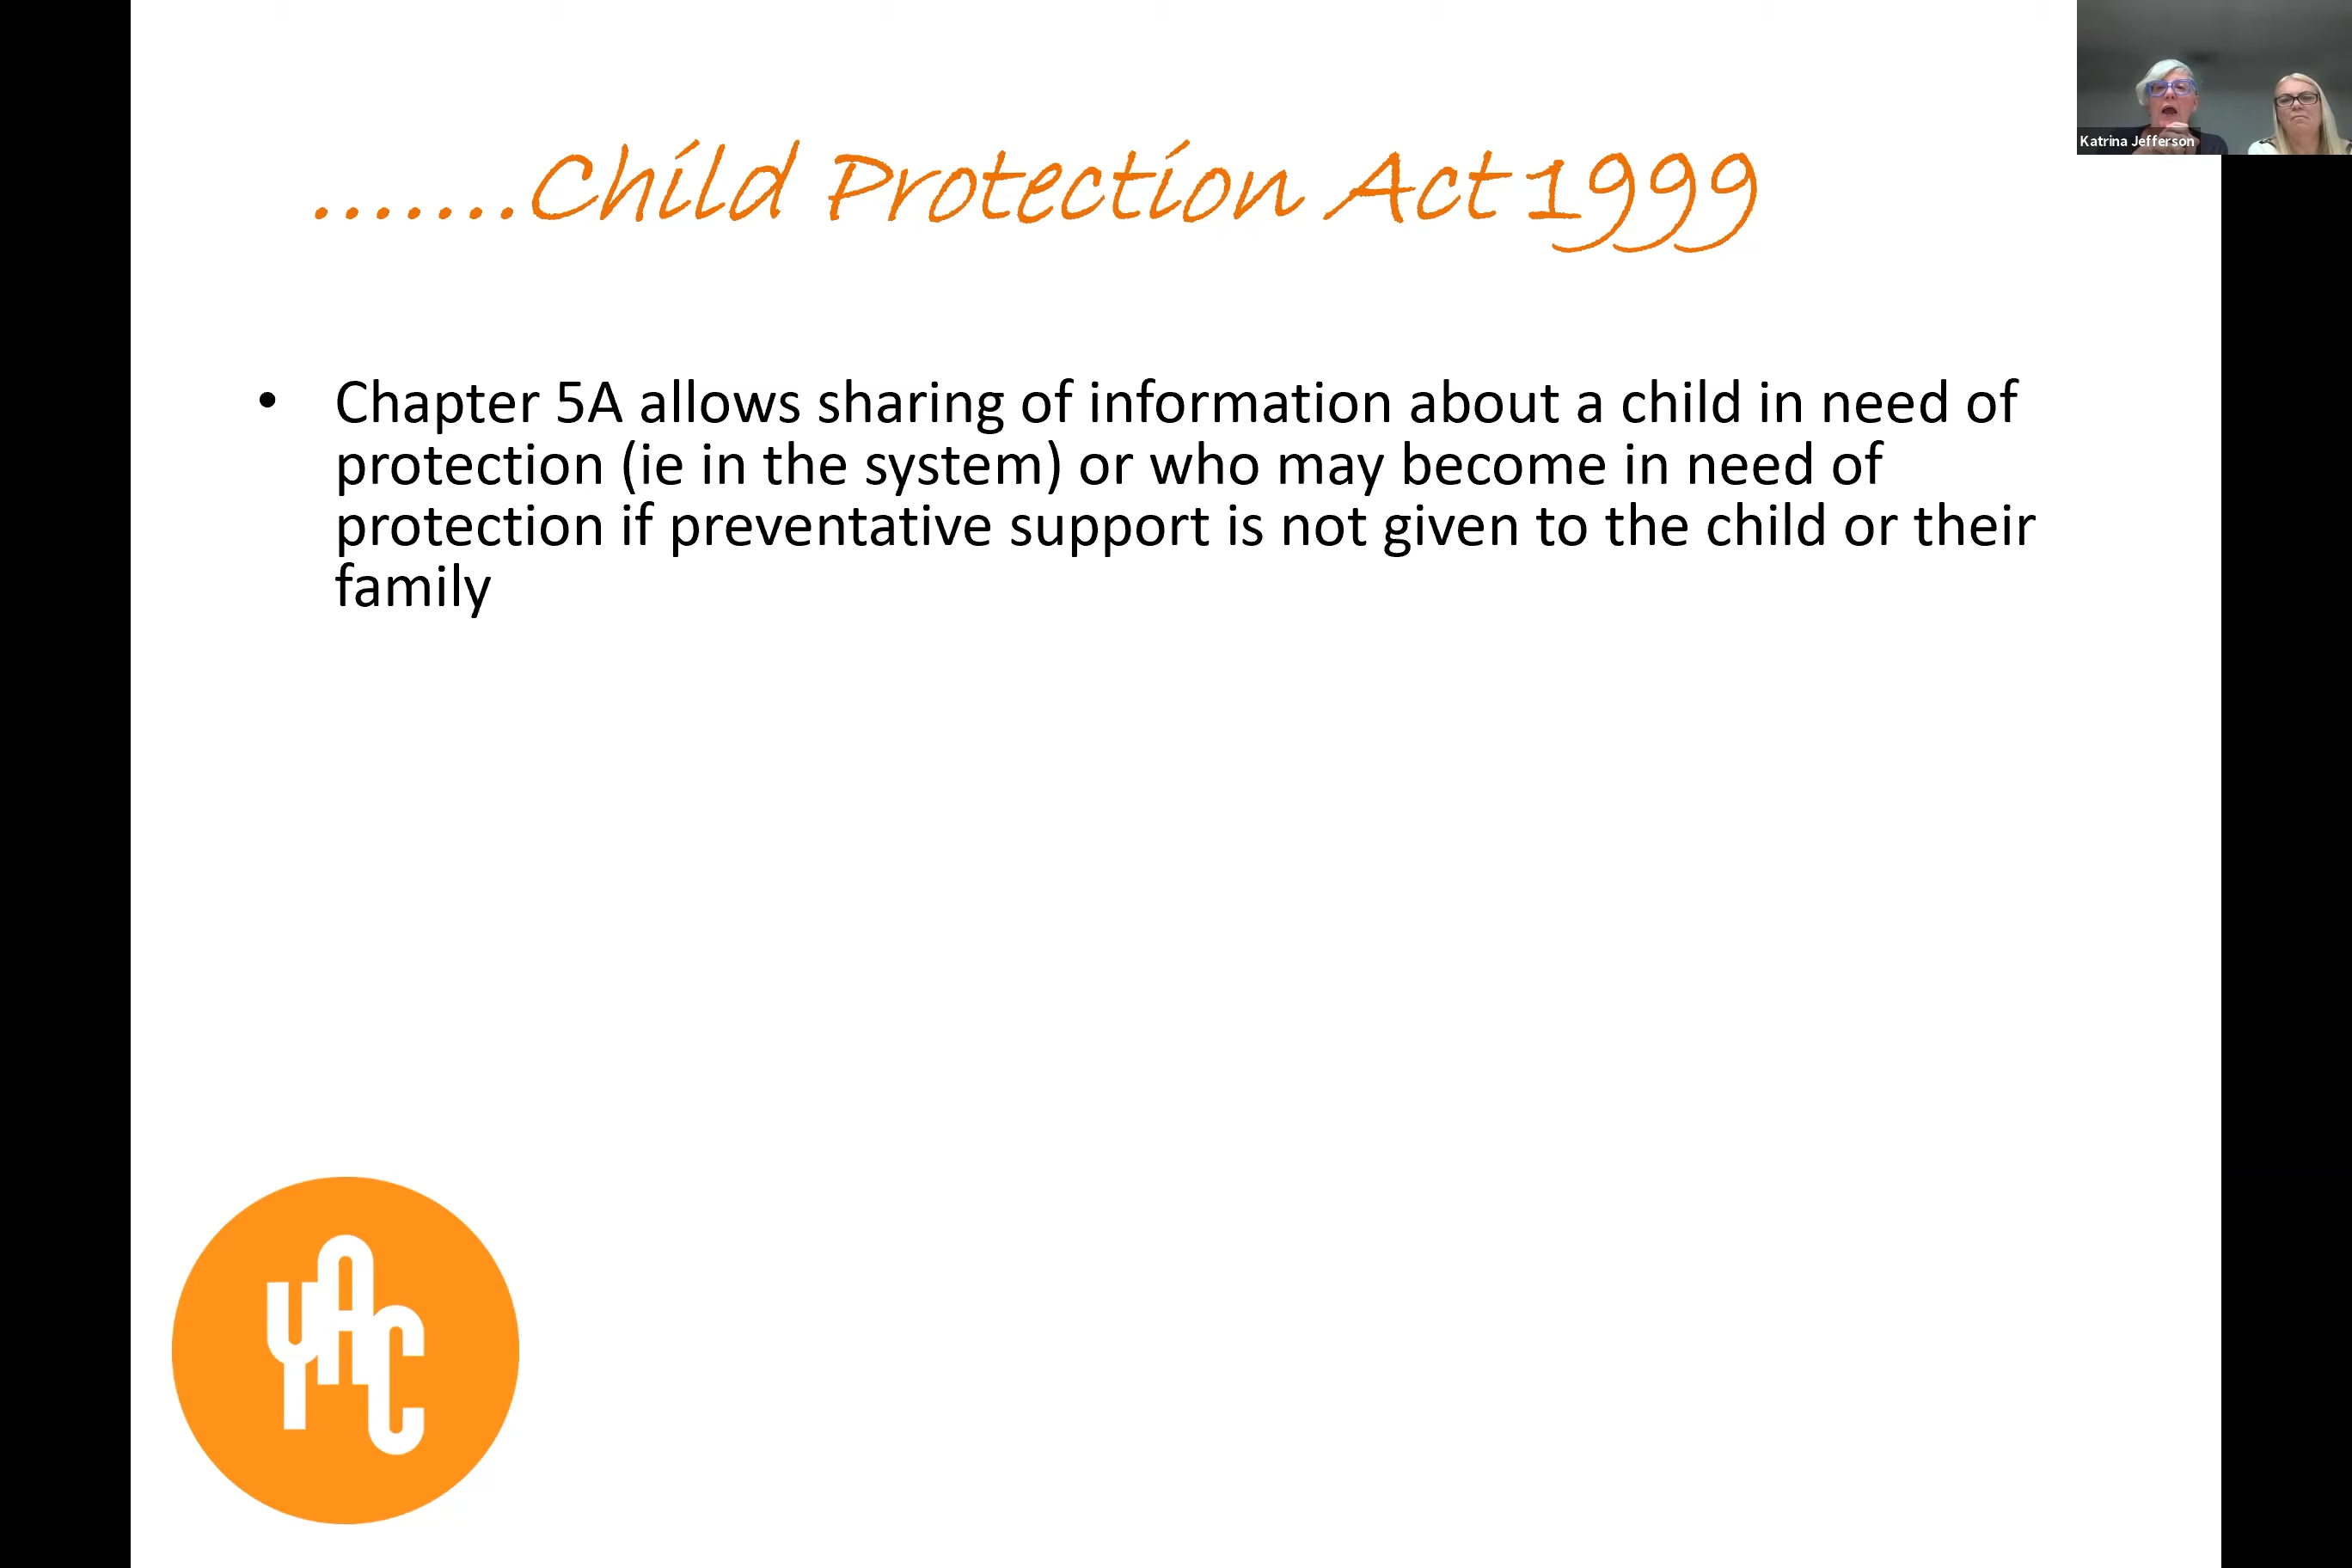 .......Child Protection Act 1999
Katrina Jefferson
• Chapter 5A allows sharing of information about a child in need of
protection (ie in the system) or who may become in need of
protection if preventative support is not given to the child or their
family
YAC